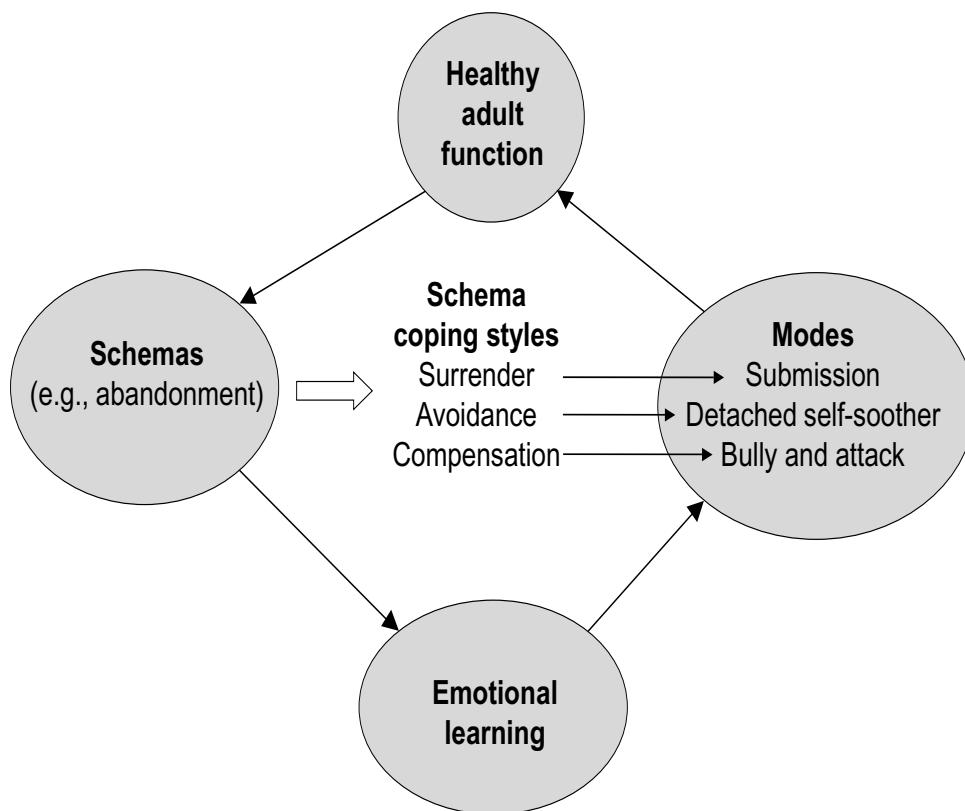 Healthy
adult
function
Schemas
(e.g., abandonment)
Schema
coping styles
Surrender
Avoidance
Compensation
Modes
Submission
Detached self-soother
Bully and attack
Emotional
learning